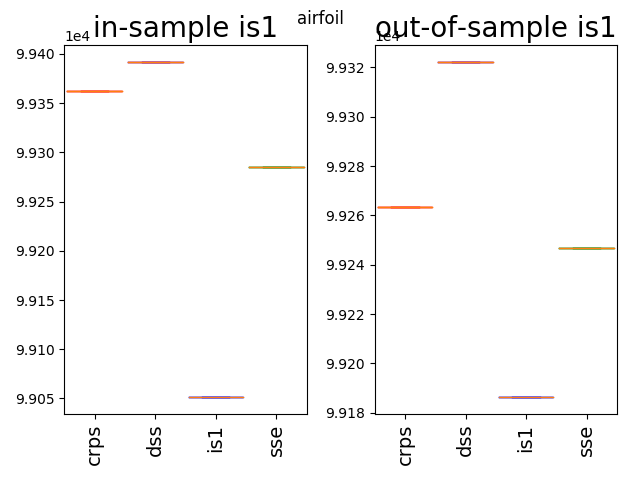 airfoil
in-sample is1
1e4
9.940
9.935
9.930
9.925
9.920
9.915
9.910
9.905
crps
dss
is1
sse
out-of-sample is1
1e4
9.932
9.930
9.928
9.926
9.924
9.922
9.920
9.918
crps
dss
is1
sse